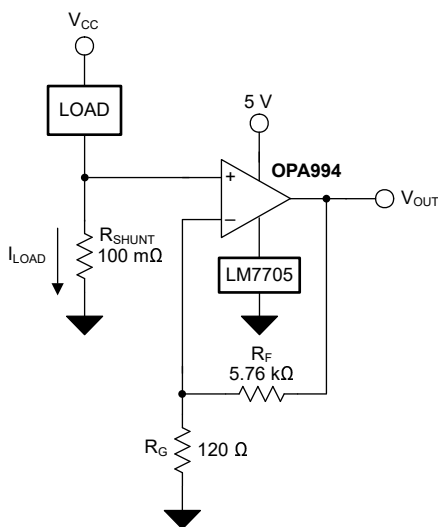 VCC
LOAD
5 V
OPA994
+
−
VOUT
ILOAD
RSHUNT
100 mΩ
LM7705
RF
5.76 kΩ
RG
120 Ω